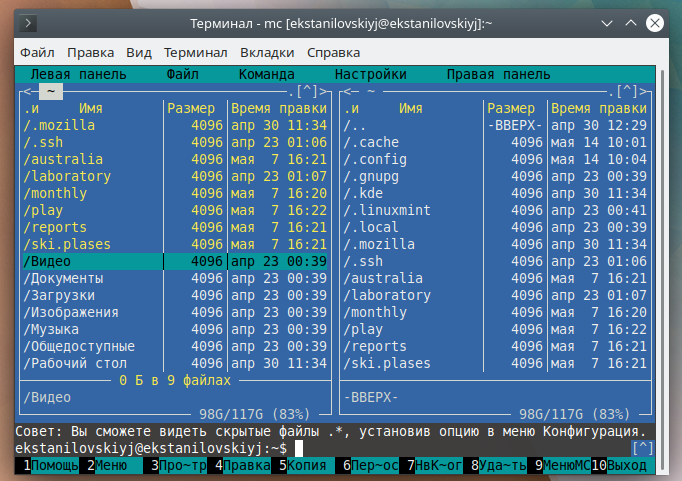 Терминал - mc [ekstanilovskiyj@ekstanilovskiyj]:~
Файл Правка Вид Терминал Вкладки Справка
Левая панель Файл Команда Настройки Правая панель
<─ ~ ─.[^]> <─ ~ ─.[^]>
.и Имя Размер Время правки .и Имя Размер Время правки
/.mozilla 4096 апр 30 11:34 /.. -ВВЕРХ- апр 30 12:29
/.ssh 4096 апр 23 01:06 /.cache 4096 мая 14 10:01
/australia 4096 мая 7 16:21 /.config 4096 мая 14 10:04
/laboratory 4096 апр 23 01:07 /.gnupg 4096 апр 23 00:39
/monthly 4096 мая 7 16:20 /.kde 4096 апр 30 11:34
/play 4096 мая 7 16:22 /.linuxmint 4096 апр 23 00:41
/reports 4096 мая 7 16:21 /.local 4096 апр 23 00:39
/ski.plases 4096 мая 7 16:21 /.mozilla 4096 апр 30 11:34
/Видео 4096 апр 23 00:39 /.ssh 4096 апр 23 01:06
/Документы 4096 апр 23 00:39 /australia 4096 мая 7 16:21
/Загрузки 4096 апр 23 00:39 /laboratory 4096 апр 23 01:07
/Изображения 4096 апр 23 00:39 /monthly 4096 мая 7 16:20
/Музыка 4096 апр 23 00:39 /play 4096 мая 7 16:22
/Общедоступные 4096 апр 23 00:39 /reports 4096 мая 7 16:21
/Рабочий стол 4096 апр 30 11:34 /ski.plases 4096 мая 7 16:21
0 Б в 9 файлах
/Видео -ВВЕРХ-
98G/117G (83%) 98G/117G (83%)
Совет: Вы сможете видеть скрытые файлы .*, установив опцию в меню Конфигурация.
ekstanilovskiyj@ekstanilovskiyj:~$ [^]
1Помощь 2Меню 3Про~тр 4Правка 5Копия 6Пер~ос 7НвК~ог 8Уда~ть 9МенюМС 10Выход